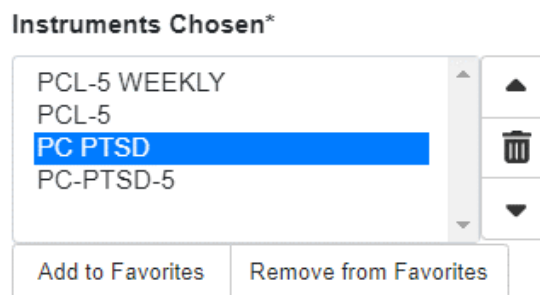 Instruments Chosen*
PCL-5 WEEKLY
PCL-5
PC PTSD
PC-PTSD-5
Add to Favorites
Remove from Favorites